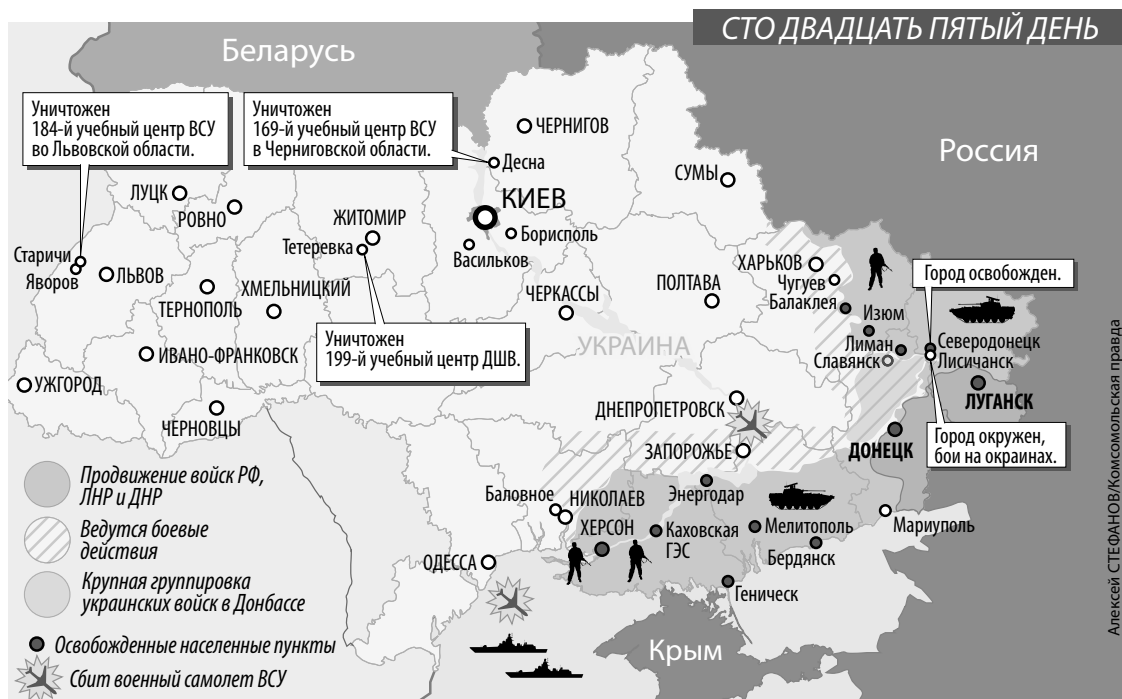 СТО ДВАДЦАТЬ ПЯТЫЙ ДЕНЬ
Беларусь
Россия
Уничтожен
184-й учебный центр ВСУ
во Львовской области.
Уничтожен
169-й учебный центр ВСУ
в Черниговской области.
ЧЕРНИГОВ
Десна
СУМЫ
ЛУЦК
РОВНО
КИЕВ
ЖИТОМИР
Тетеревка
Борисполь
Васильков
Старичи
Яворов
ЛЬВОВ
ТЕРНОПОЛЬ
ХМЕЛЬНИЦКИЙ
ЧЕРКАССЫ
ПОЛТАВА
ХАРЬКОВ
Чугуев
Балаклея
Город освобожден.
Изюм
Лиман
Славянск
Северодонецк
Лисичанск
УКРАИНА
Уничтожен
199-й учебный центр ДШВ.
ИВАНО-ФРАНКОВСК
УЖГОРОД
ЧЕРНОВЦЫ
ДНЕПРОПЕТРОВСК
ЛУГАНСК
ДОНЕЦК
Город окружен,
бои на окраинах.
ЗАПОРОЖЬЕ
Энергодар
Баловное
НИКОЛАЕВ
ХЕРСОН
Каховская
ГЭС
Мелитополь
Бердянск
Мариуполь
ОДЕССА
Геническ
Крым
Продвижение войск РФ,
ЛНР и ДНР
Ведутся боевые
действия
Крупная группировка
украинских войск в Донбассе
Освобожденные населенные пункты
Сбит военный самолет ВСУ
Алексей СТЕФАНОВ/Комсомольская правда